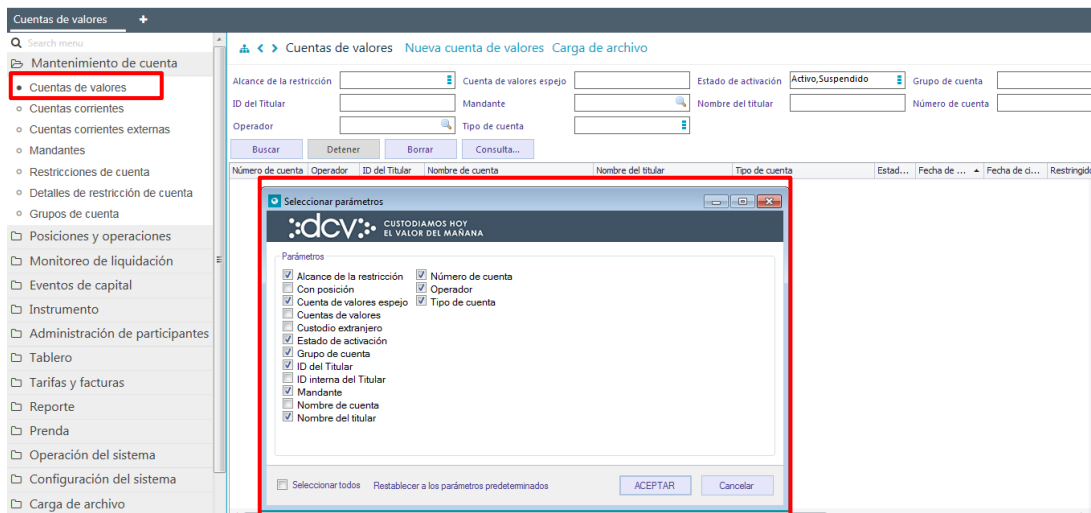 Cuentas de valores +
Search menu
Mantenimiento de cuenta
Cuentas de valores
Cuentas corrientes
Cuentas corrientes externas
Mandantes
Restricciones de cuenta
Detalles de restricción de cuenta
Grupos de cuenta
Posiciones y operaciones
Monitoreo de liquidación
Eventos de capital
Instrumento
Administración de participantes
Tablero
Tarifas y facturas
Reporte
Prenda
Operación del sistema
Configuración del sistema
Carga de archivo
Cuentas de valores Nueva cuenta de valores Carga de archivo
Alcance de la restricción Cuenta de valores espejo Estado de activación Activo,Suspendido Grupo de cuenta
ID del Titular Mandante Nombre del titular Número de cuenta
Operador Tipo de cuenta
Buscar Detener Borrar Consulta...
Número de cuenta Operador ID del Titular Nombre de cuenta Nombre del titular Tipo de cuenta Estad... Fecha de ... Fecha de ci... Restringido
Seleccionar parámetros
dcv CUSTODIAMOS HOY
EL VALOR DEL MAÑANA
Parámetros
Alcance de la restricción Número de cuenta
Con posición Operador
Cuenta de valores espejo Tipo de cuenta
Cuentas de valores
Custodio extranjero
Estado de activación
Grupo de cuenta
ID del Titular
ID interna del Titular
Mandante
Nombre de cuenta
Nombre del titular
Seleccionar todos Restablecer a los parámetros predeterminados ACEPTAR Cancelar